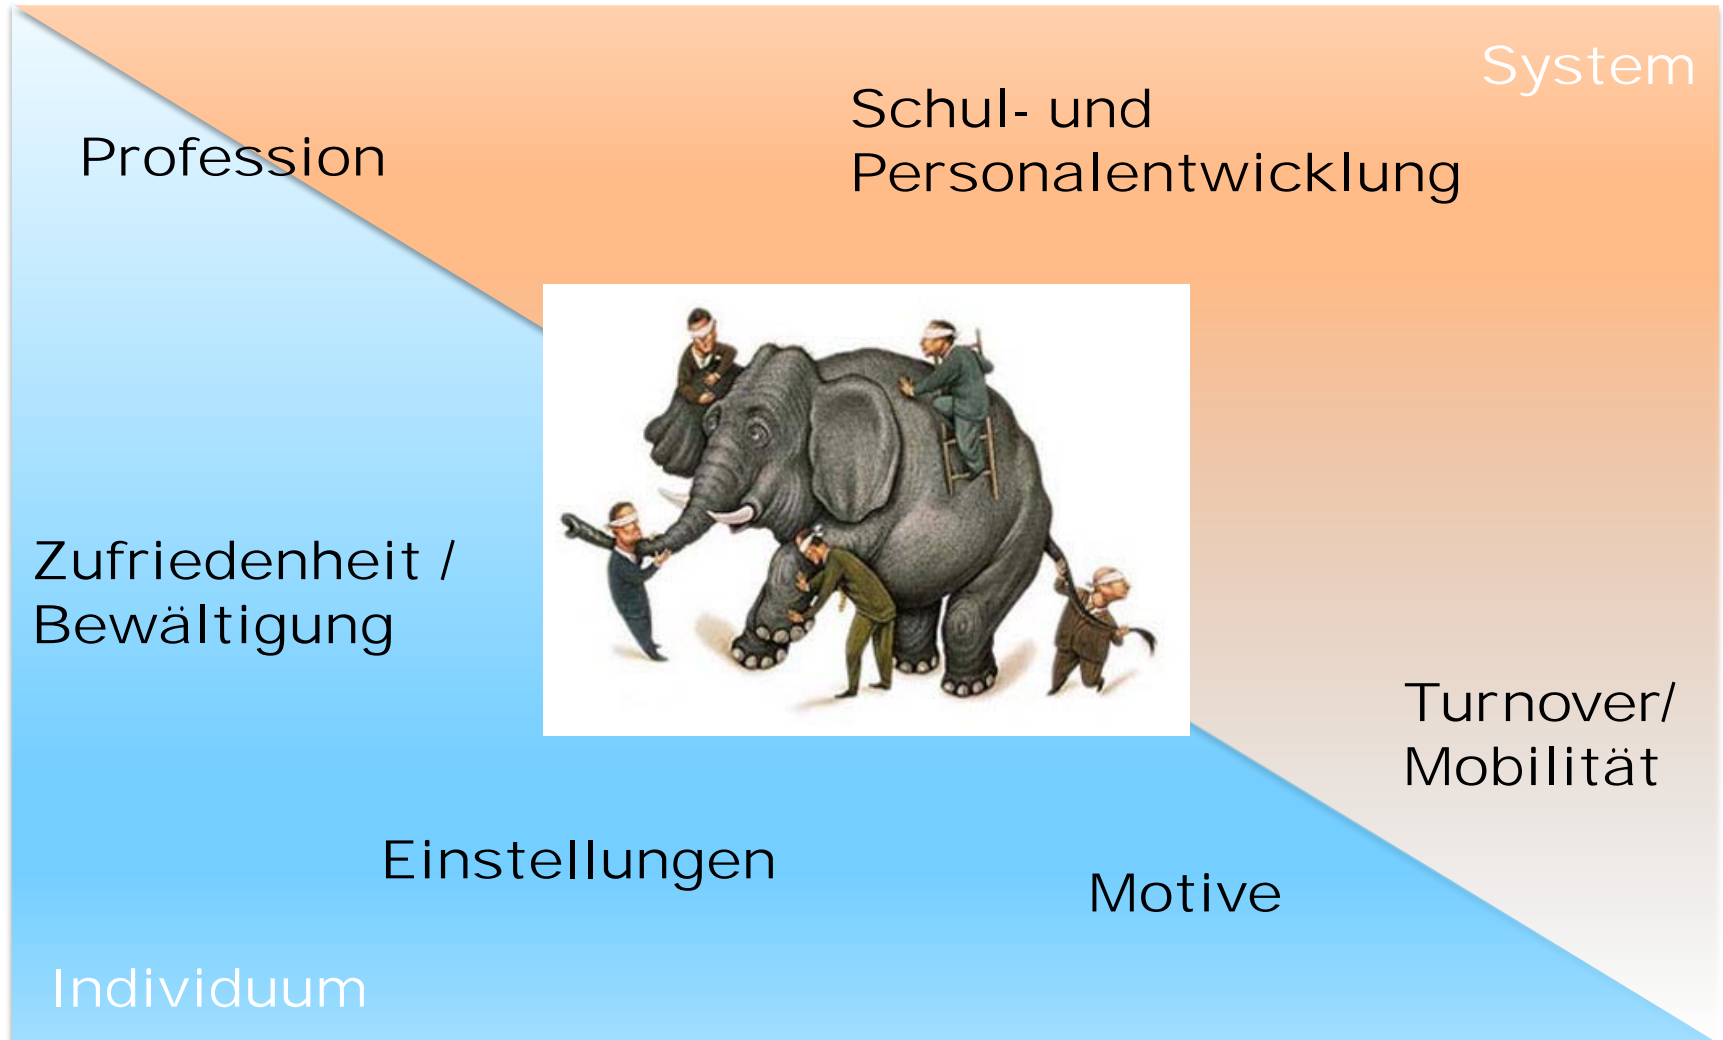 System
Schul- und
Personalentwicklung
Profession
Zufriedenheit /
Bewältigung
Turnover/
Mobilität
Einstellungen
Motive
Individuum